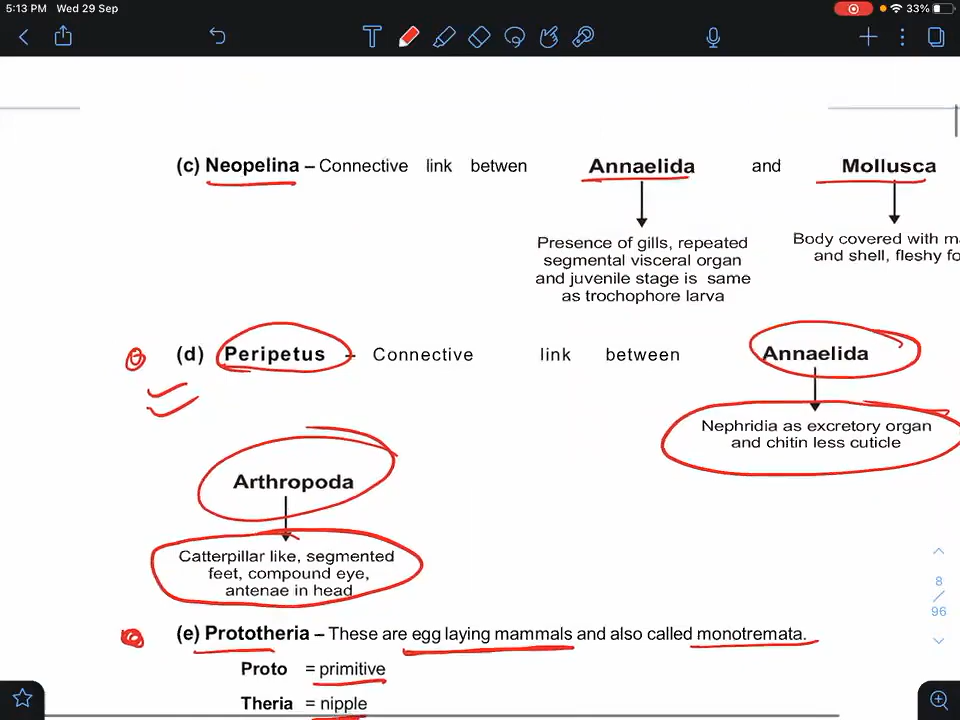 5:13 PM Wed 29 Sep 33%
(c) Neopelina – Connective link betwen Annaelida and Mollusca
Presence of gills, repeated
segmental visceral organ
and juvenile stage is same
as trochophore larva
Body covered with
and shell, fleshy
(d) Peripetus – Connective link between Annaelida
Nephridia as excretory organ
and chitin less cuticle
Arthropoda
Catterpillar like, segmented
feet, compound eye,
antenae in head
8
/
96
(e) Prototheria – These are egg laying mammals and also called monotremata.
Proto = primitive
Theria = nipple